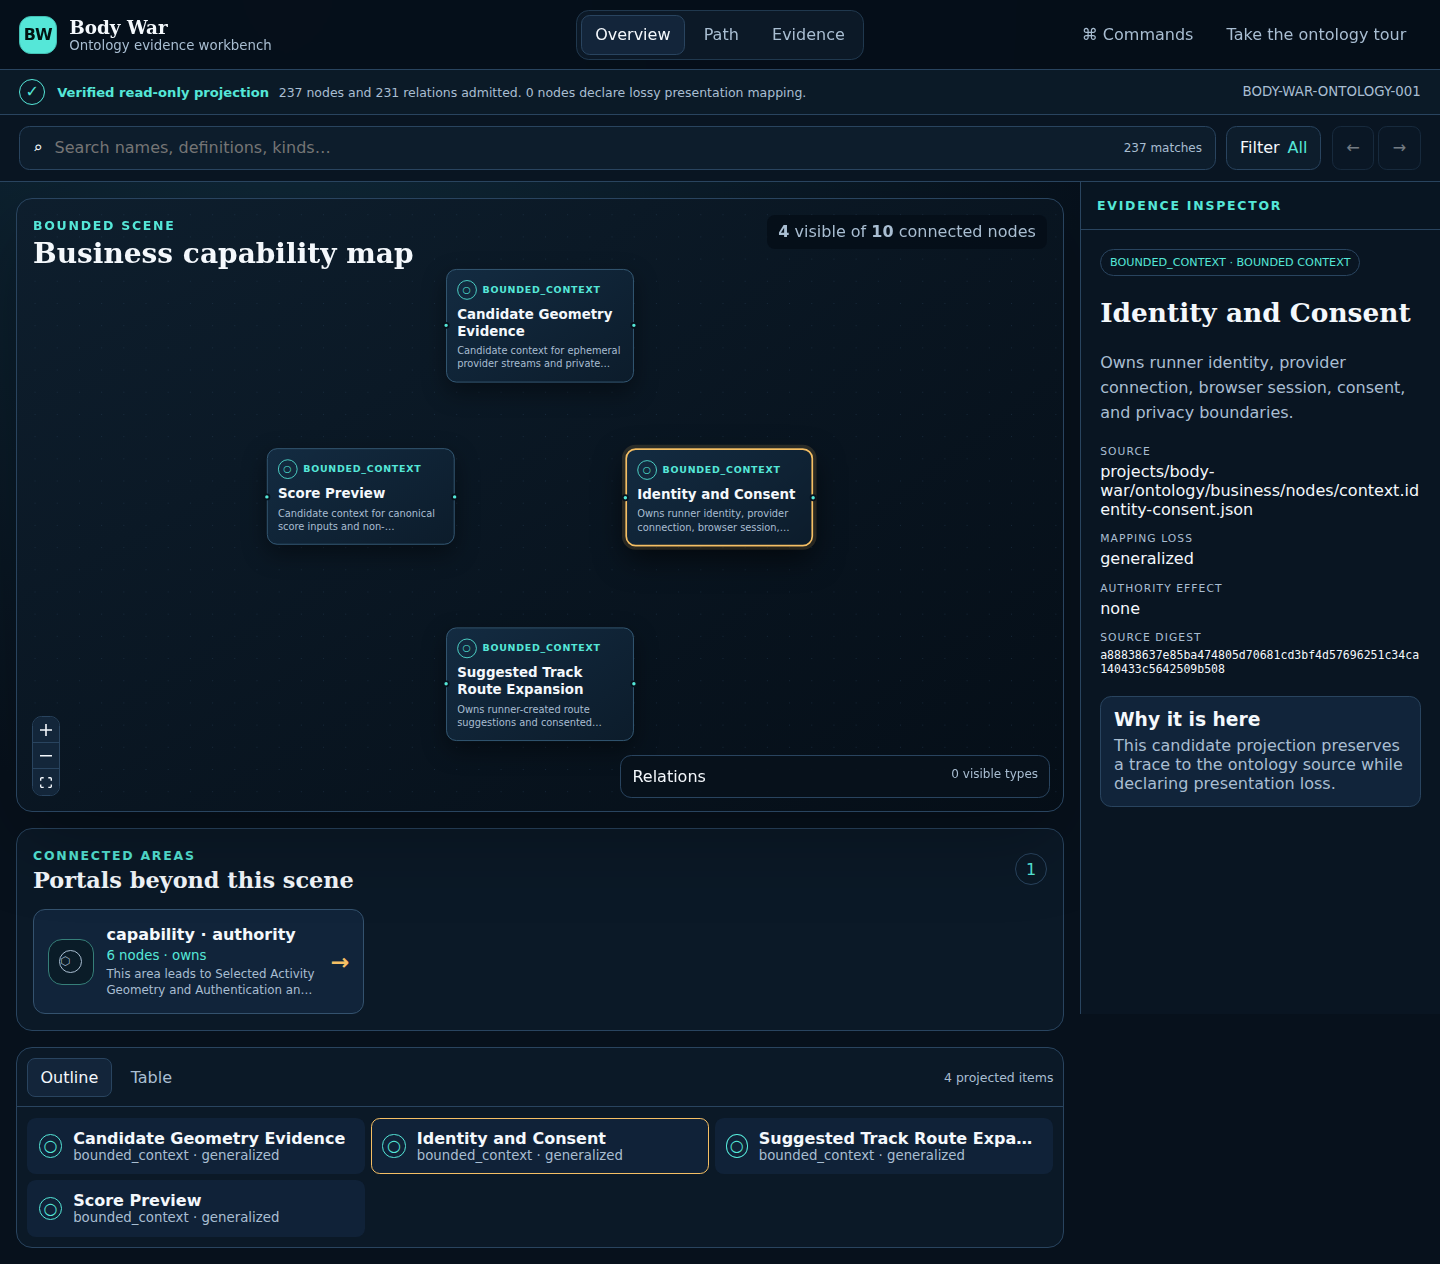 BW
Body War
Ontology evidence workbench
Overview
Path
Evidence
⌘ Commands
Take the ontology tour
✓ Verified read-only projection 237 nodes and 231 relations admitted. 0 nodes declare lossy presentation mapping.
BODY-WAR-ONTOLOGY-001
Search names, definitions, kinds...
237 matches
Filter All
← →
BOUNDED SCENE
Business capability map
4 visible of 10 connected nodes
BOUNDED_CONTEXT
Candidate Geometry
Evidence
Candidate context for ephemeral
provider streams and private...
BOUNDED_CONTEXT
Score Preview
Candidate context for canonical
score inputs and non-...
BOUNDED_CONTEXT
Identity and Consent
Owns runner identity, provider
connection, browser session,...
BOUNDED_CONTEXT
Suggested Track
Route Expansion
Owns runner-created route
suggestions and consented...
+
−
Relations
0 visible types
EVIDENCE INSPECTOR
BOUNDED_CONTEXT · BOUNDED CONTEXT
Identity and Consent
Owns runner identity, provider
connection, browser session, consent,
and privacy boundaries.
SOURCE
projects/body-
war/ontology/business/nodes/context.id
entity-consent.json
MAPPING LOSS
generalized
AUTHORITY EFFECT
none
SOURCE DIGEST
a88838637e85ba474805d70681cd3bf4d57696251c34ca
140433c5642509b508
Why it is here
This candidate projection preserves
a trace to the ontology source while
declaring presentation loss.
CONNECTED AREAS
Portals beyond this scene
1
capability · authority
6 nodes · owns
This area leads to Selected Activity
Geometry and Authentication an...
→
Outline
Table
4 projected items
Candidate Geometry Evidence
bounded_context · generalized
Identity and Consent
bounded_context · generalized
Suggested Track Route Expa...
bounded_context · generalized
Score Preview
bounded_context · generalized